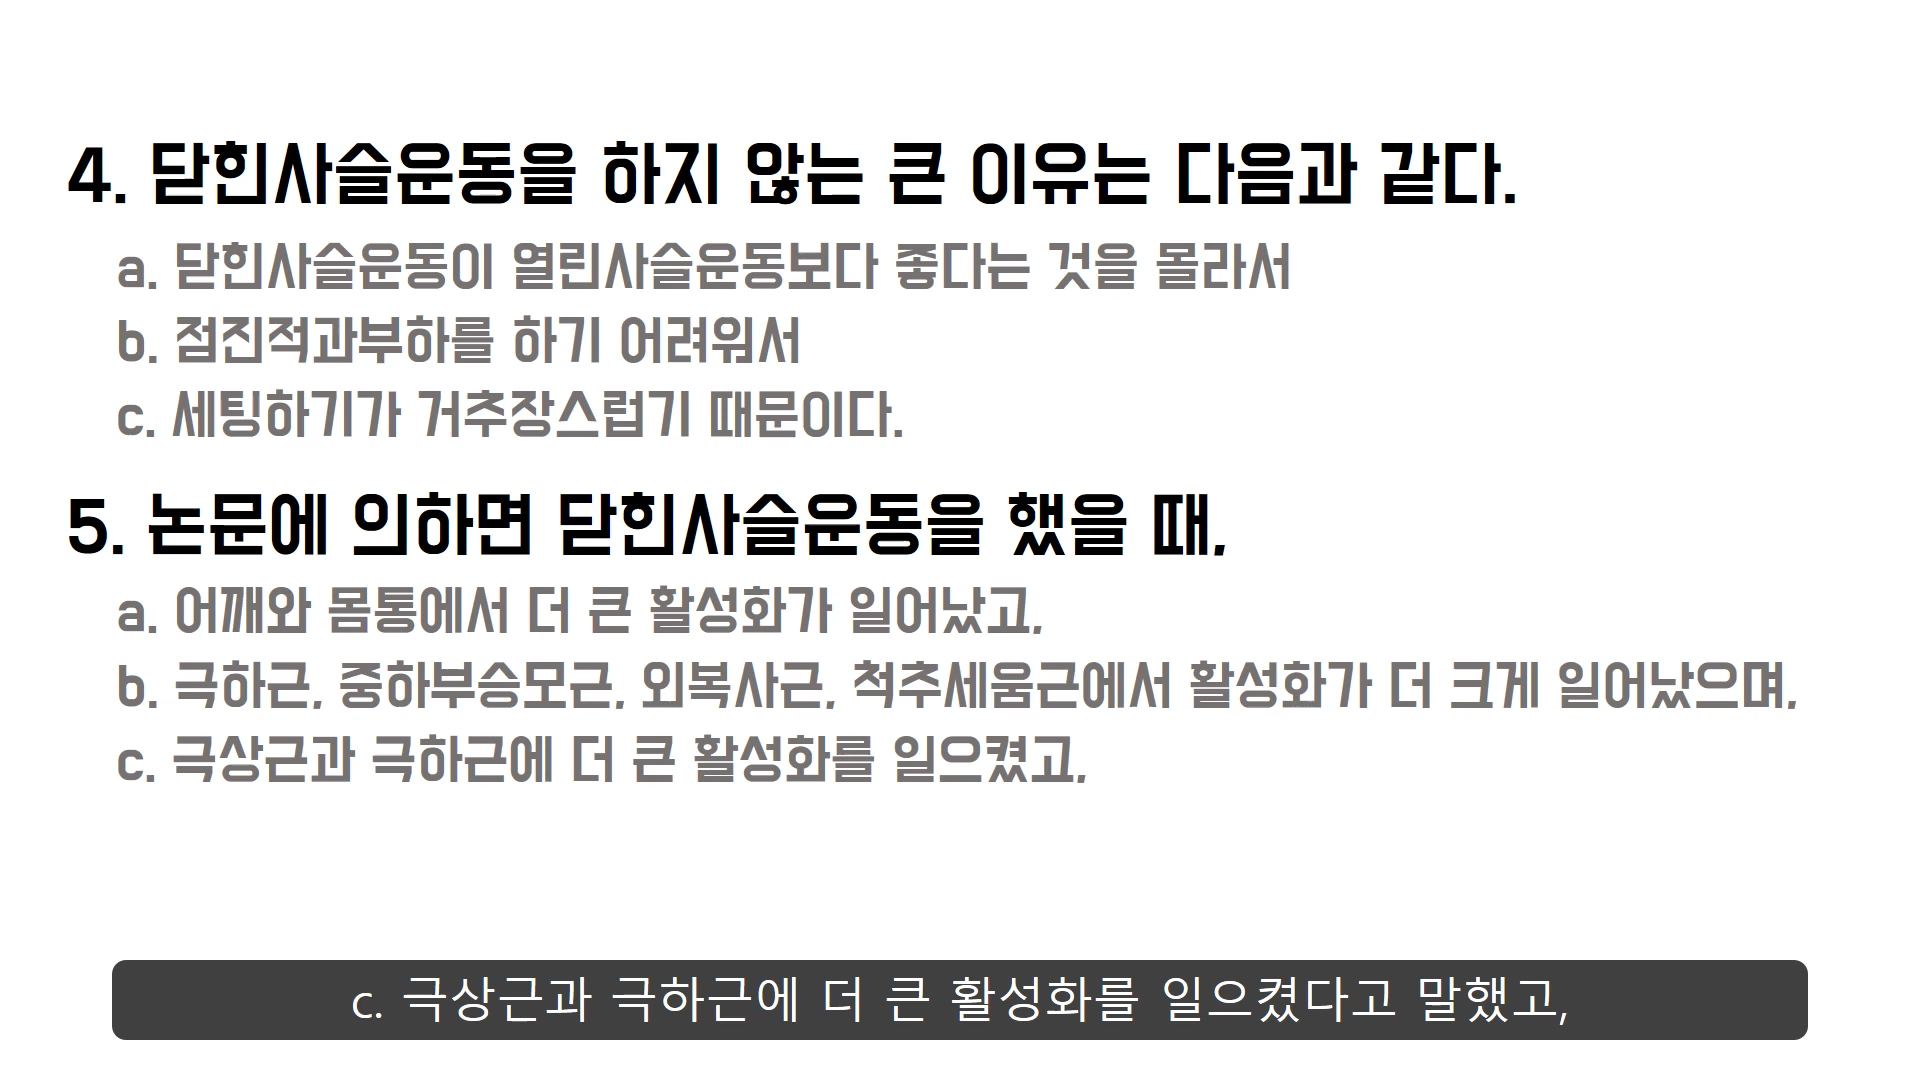 4. 닫힌사슬운동을 하지 않는 큰 이유는 다음과 같다.
a. 닫힌사슬운동이 열린사슬운동보다 좋다는 것을 몰라서
b. 점진적과부하를 하기 어려워서
c. 세팅하기가 거추장스럽기 때문이다.
5. 논문에 의하면 닫힌사슬운동을 했을 때,
a. 어깨와 몸통에서 더 큰 활성화가 일어났고,
b. 극하근, 중하부승모근, 외복사근, 척추세움근에서 활성화가 더 크게 일어났으며,
c. 극상근과 극하근에 더 큰 활성화를 일으켰고,
c. 극상근과 극하근에 더 큰 활성화를 일으켰다고 말했고,